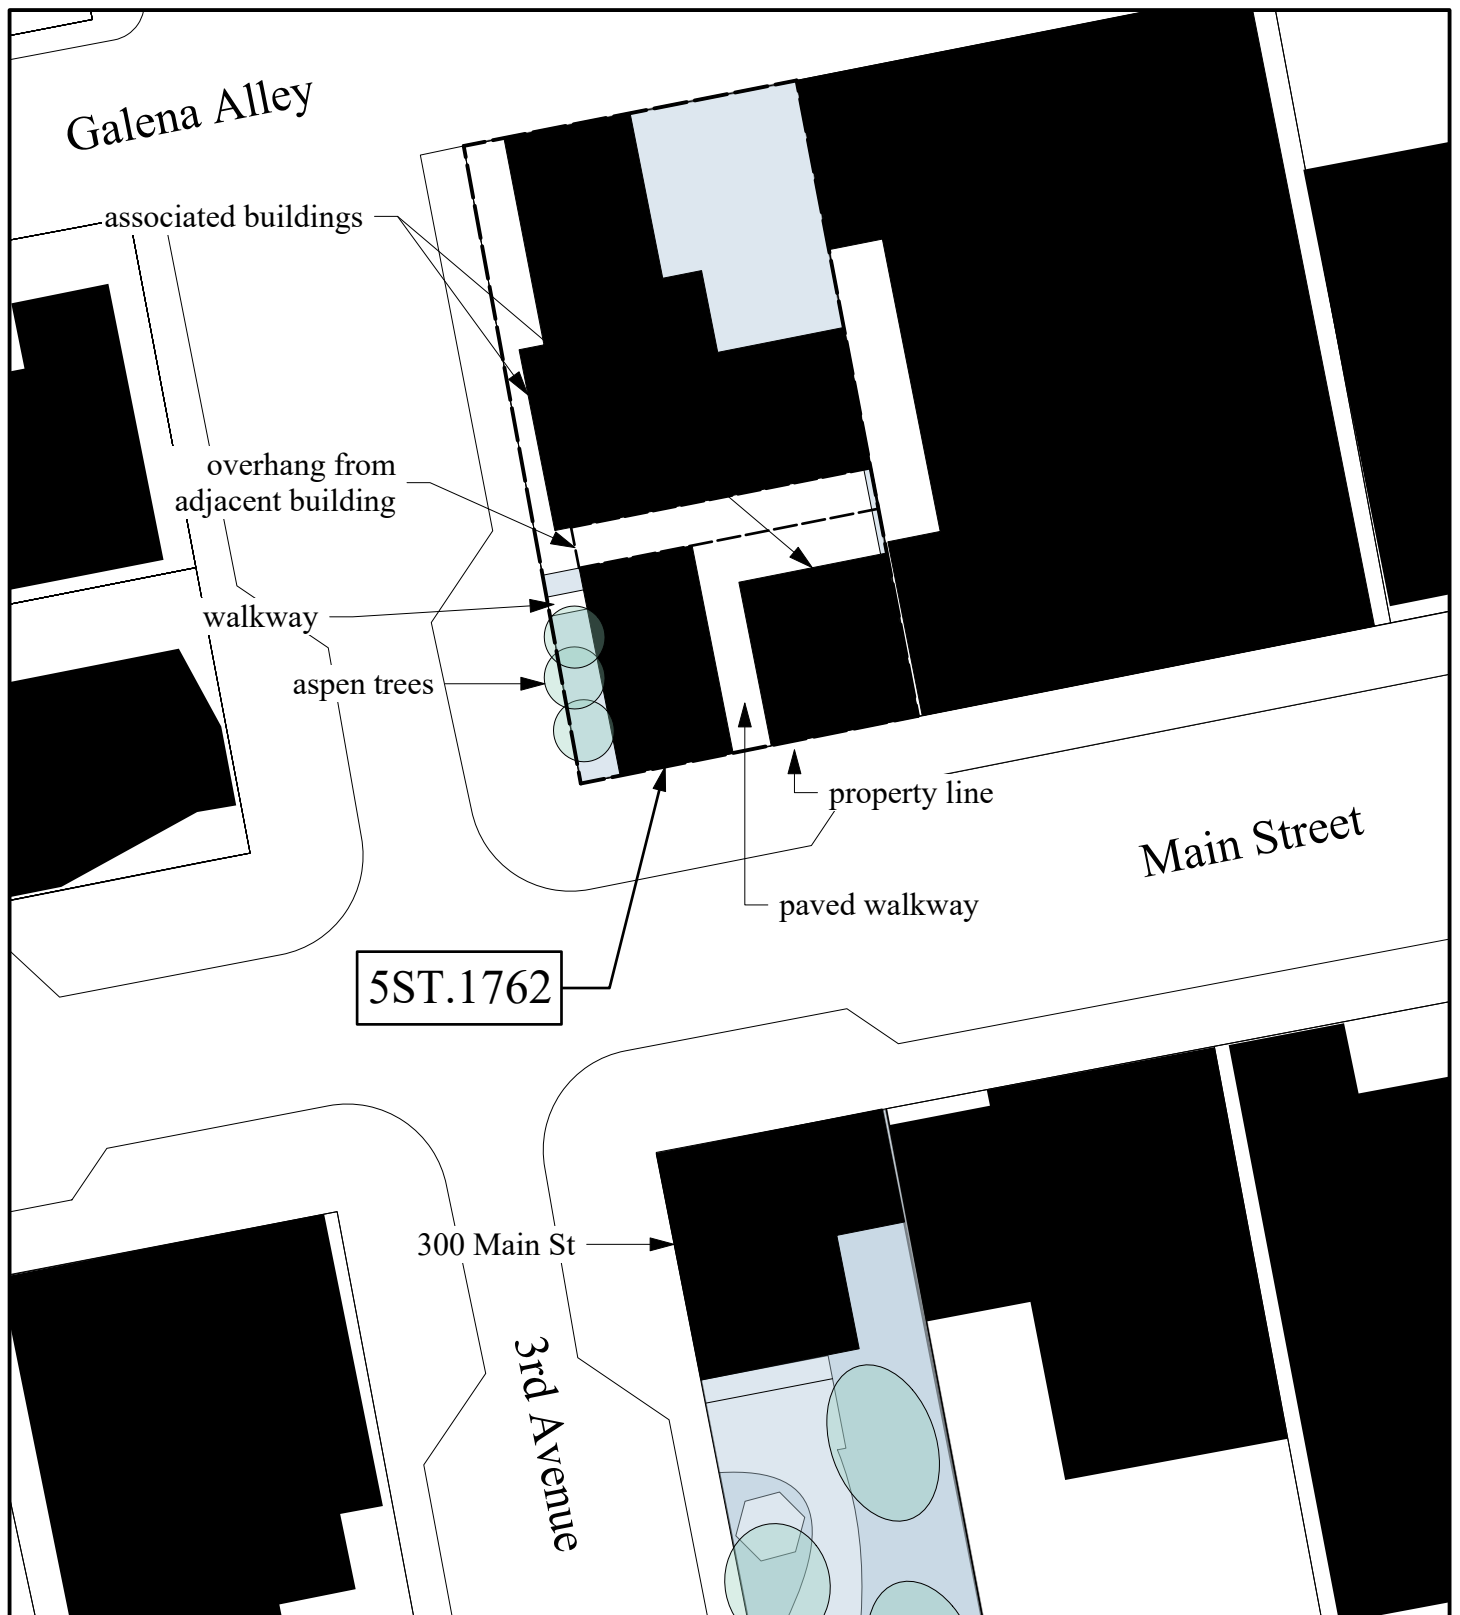 Galena Alley
associated buildings
overhang from
adjacent building
walkway
aspen trees
property line
Main Street
paved walkway
5ST.1762
300 Main St
3rd Avenue